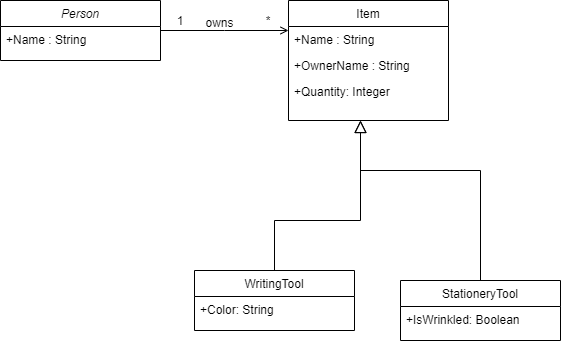 Person
+Name : String
1 owns *
Item
+Name : String
+OwnerName : String
+Quantity: Integer
WritingTool
+Color: String
StationeryTool
+IsWrinkled: Boolean